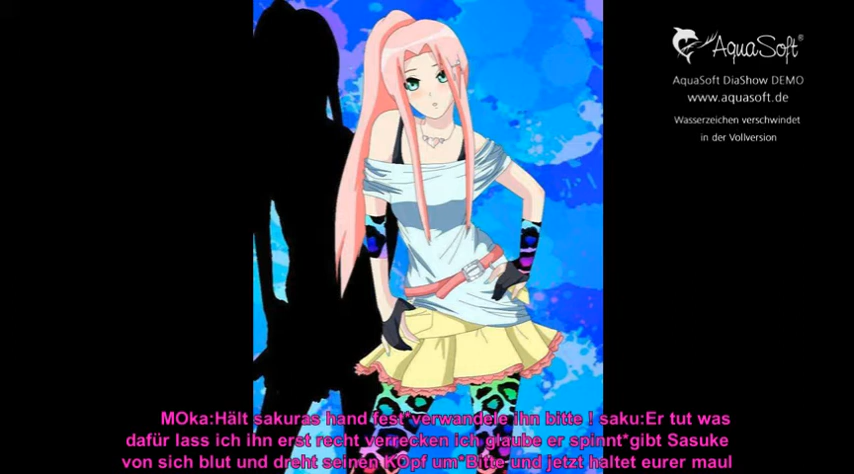 AquaSoft®
AquaSoft DiaShow DEMO
www.aquasoft.de
Wasserzeichen verschwindet
in der Vollversion
MOka:Hält sakuras hand fest*verwandele ihn bitte ! saku:Er tut was
dafür lass ich ihn erst recht verrecken ich glaube er spinnt*gibt Sasuke
von sich blut und dreht seinen KOpf um*Bitte und jetzt haltet eurer maul